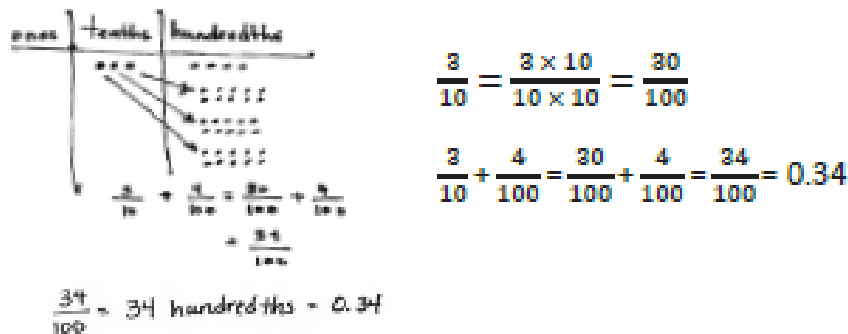 ones tenths hundredths
3/10 + 4/100 = 30/100 + 4/100
= 34/100
34/100 = 34 hundredths = 0.34
3/10 = 3 × 10/10 × 10 = 30/100
3/10 + 4/100 = 30/100 + 4/100 = 34/100 = 0.34